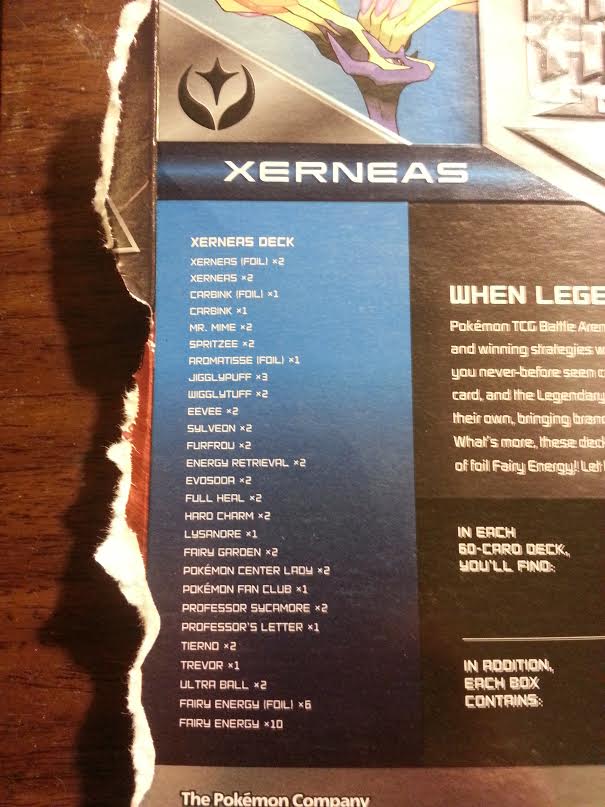 XERNEAS
XERNEAS DECK
XERNEAS (FOIL) ×2
XERNEAS ×2
CARBINK (FOIL) ×1
CARBINK ×1
MR. MIME ×2
SPRITZEE ×2
AROMATISSE (FOIL) ×1
JIGGLYPUFF ×3
WIGGLYTUFF ×2
EEVEE ×2
SYLVEON ×2
FURFROU ×2
ENERGY RETRIEVAL ×2
EVOSODA ×2
FULL HEAL ×2
HARD CHARM ×2
LYSANDRE ×1
FAIRY GARDEN ×2
POKÉMON CENTER LADY ×2
POKÉMON FAN CLUB ×1
PROFESSOR SYCAMORE ×2
PROFESSOR'S LETTER ×1
TIERNO ×2
TREVOR ×1
ULTRA BALL ×2
FAIRY ENERGY (FOIL) ×6
FAIRY ENERGY ×10
WHEN LEGE
Pokémon TCG Battle Aren
and winning strategies w
you never-before seen c
card, and the Legendary
their own, bringing bran
What's more, these deck
of foil Fairy Energy! Let
IN EACH
60-CARD DECK,
YOU'LL FIND:
IN ADDITION,
EACH BOX
CONTAINS:
The Pokémon Company